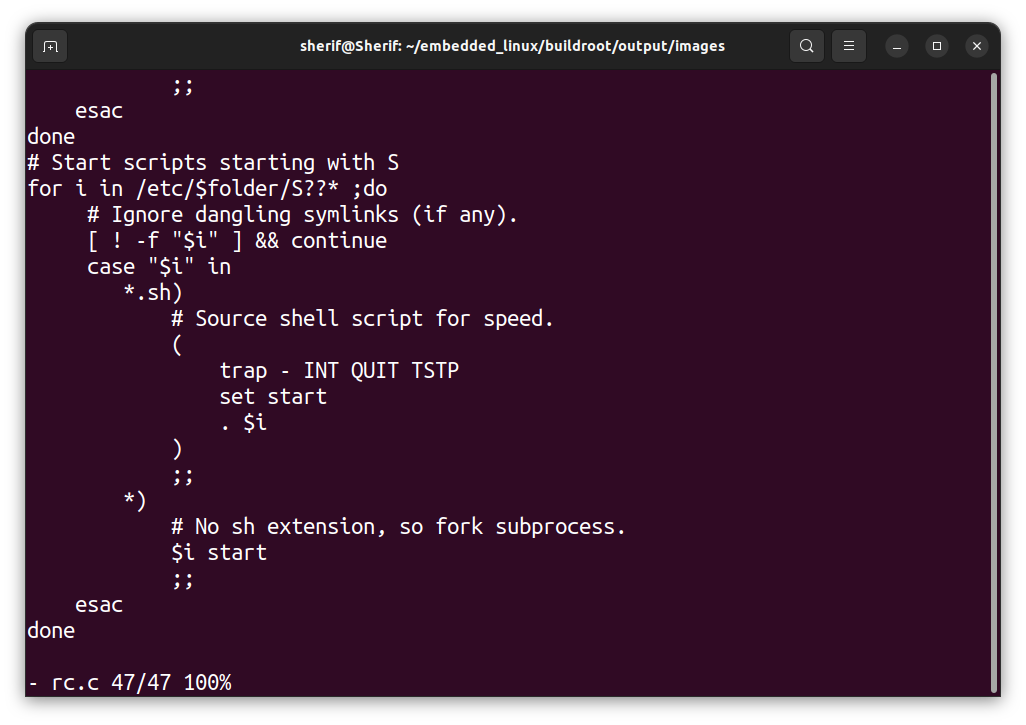 sherif@Sherif: ~/embedded_linux/buildroot/output/images
            ;;
    esac
done
# Start scripts starting with S
for i in /etc/$folder/S??* ;do
     # Ignore dangling symlinks (if any).
     [ ! -f "$i" ] && continue
     case "$i" in
        *.sh)
            # Source shell script for speed.
            (
                trap - INT QUIT TSTP
                set start
                . $i
            )
            ;;
        *)
            # No sh extension, so fork subprocess.
            $i start
            ;;
    esac
done
- rc.c 47/47 100%